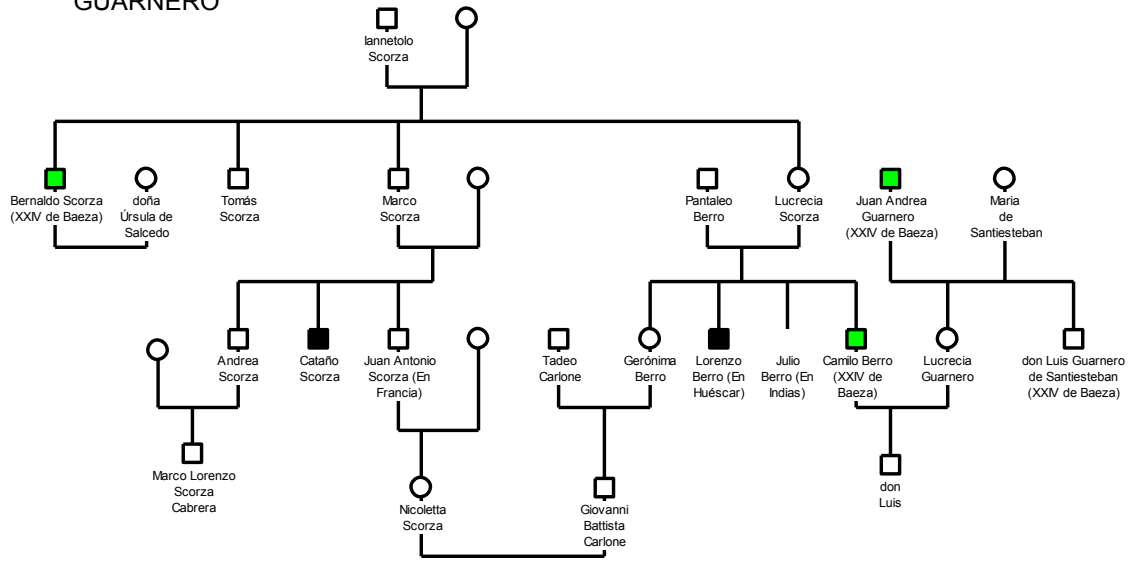 GUARNERO
Iannetolo
Scorza
Bernaldo Scorza
(XXIV de Baeza)
doña
Úrsula de
Salcedo
Tomás
Scorza
Marco
Scorza
Pantaleo
Berro
Lucrecia
Scorza
Juan Andrea
Guarnero
(XXIV de Baeza)
Maria
de
Santiesteban
Andrea
Scorza
Cataño
Scorza
Juan Antonio
Scorza (En
Francia)
Tadeo
Carlone
Gerónima
Berro
Lorenzo
Berro (En
Huéscar)
Julio
Berro (En
Indias)
Camilo Berro
(XXIV de
Baeza)
Lucrecia
Guarnero
don Luis Guarnero
de Santiesteban
(XXIV de Baeza)
Marco Lorenzo
Scorza
Cabrera
Nicoletta
Scorza
Giovanni
Battista
Carlone
don
Luis